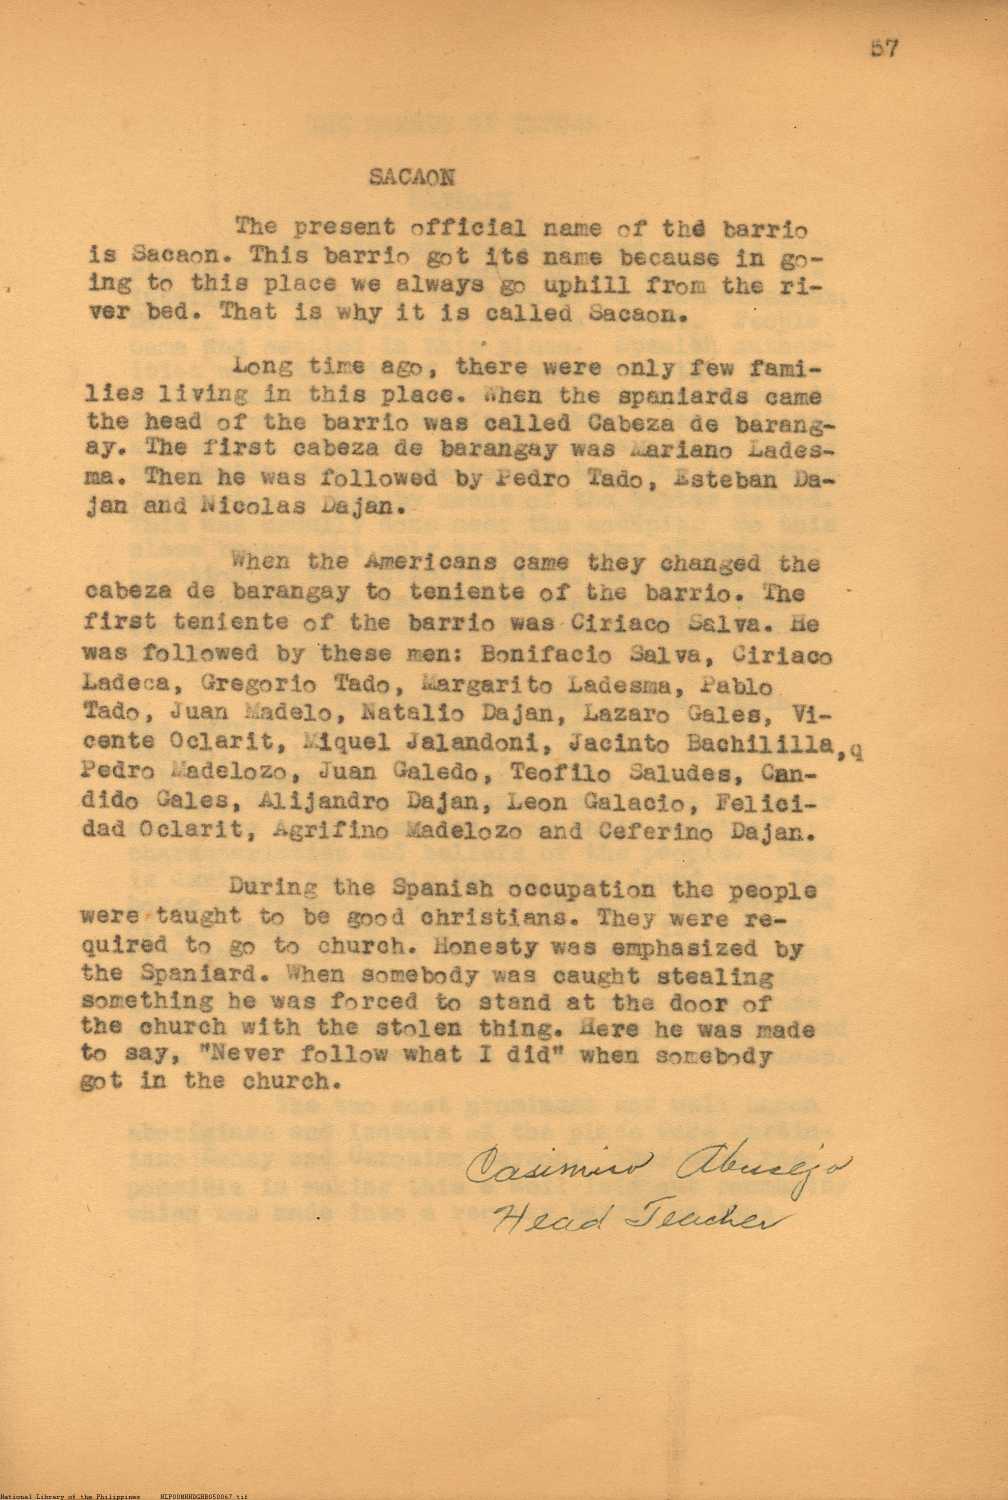 57
SACAON
The present official name of the barrio
is Sacaon. This barrio got its name because in go-
ing to this place we always go uphill from the ri-
ver bed. That is why it is called Sacaon.
Long time ago, there were only few fami-
lies living in this place. When the spaniards came
the head of the barrio was called Cabeza de barang-
ay. The first cabeza de barangay was Mariano Lades-
ma. Then he was followed by Pedro Tado, Esteban Da-
jan and Nicolas Dajan.
When the Americans came they changed the
cabeza de barangay to teniente of the barrio. The
first teniente of the barrio was Ciriaco Salva. He
was followed by these men: Bonifacio Salva, Ciriaco
Ladeca, Gregorio Tado, Margarito Ladesma, Pablo
Tado, Juan Madelo, Natalio Dajan, Lazaro Gales, Vi-
cente Oclarit, Miquel Jalandoni, Jacinto Bachililla,q
Pedro Madelozo, Juan Galedo, Teofilo Saludes, Can-
dido Gales, Alijandro Dajan, Leon Galacio, Felici-
dad Oclarit, Agrifino Madelozo and Ceferino Dajan.
During the Spanish occupation the people
were taught to be good christians. They were re-
quired to go to church. Honesty was emphasized by
the Spaniard. When somebody was caught stealing
something he was forced to stand at the door of
the church with the stolen thing. Here he was made
to say, "Never follow what I did" when somebody
got in the church.
Casimiro Abucejo
Head Teacher
National Library of the Philippines NLPOOMHHDGHB050067.tif